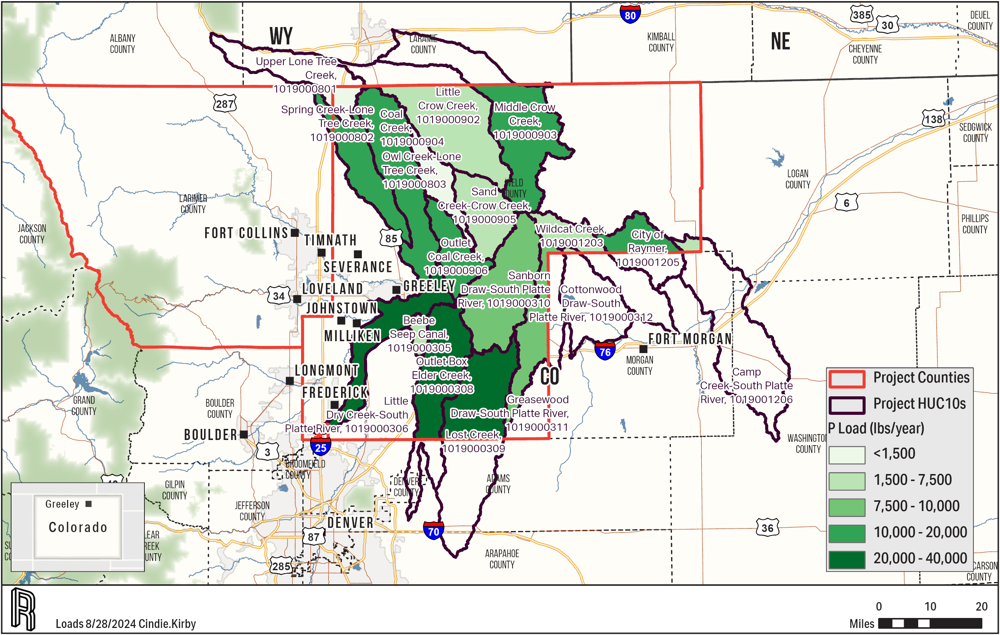 80
385
30
DEUEL
COUNTY
WY
NE
ALBANY
COUNTY
LARAMIE
COUNTY
KIMBALL
COUNTY
CHEYENNE
COUNTY
Upper Lone Tree
Creek,
1019000801
287
Little
Crow Creek,
1019000902
Middle Crow
Creek,
1019000903
Spring Creek-Lone
Tree Creek,
1019000802
Coal
Creek,
1019000904
138
SEDGWICK
COUNTY
Owl Creek-Lone
Tree Creek,
1019000803
WELD
COUNTY
LOGAN
COUNTY
LARIMER
COUNTY
Sand
Creek-Crow Creek,
1019000905
6
JACKSON
COUNTY
PHILLIPS
COUNTY
FORT COLLINS
TIMNATH
85
SEVERANCE
Outlet
Coal Creek,
1019000906
Wildcat Creek,
1019001203
City of
Raymer,
1019001205
34
LOVELAND
GREELEY
JOHNSTOWN
MILLIKEN
Sanborn
Draw-South Platte
River, 1019000310
Cottonwood
Draw-South
Platte River, 1019000312
Beebe
Seep Canal,
1019000305
76
FORT MORGAN
MORGAN
COUNTY
Outlet Box
Elder Creek,
1019000308
CO
LONGMONT
FREDERICK
Camp
Creek-South Platte
River, 1019001206
GRAND
COUNTY
BOULDER
COUNTY
Little
Dry Creek-South
Platte River, 1019000306
Greasewood
Draw-South Platte River,
1019000311
BOULDER
Lost Creek,
1019000309
3
25
WASHINGTON
COUNTY
BROOMFIELD
COUNTY
DENVER
COUNTY
ADAMS
COUNTY
GILPIN
COUNTY
JEFFERSON
COUNTY
DENVER
70
87
36
285
ARAPAHOE
COUNTY
LEAR
REEK
UNTY
SU
CO
CARSON
COUNTY
Greeley
Colorado
Project Counties
Project HUC10s
P Load (lbs/year)
<1,500
1,500 - 7,500
7,500 - 10,000
10,000 - 20,000
20,000 - 40,000
R
Loads 8/28/2024 Cindie.Kirby
0 10 20
Miles